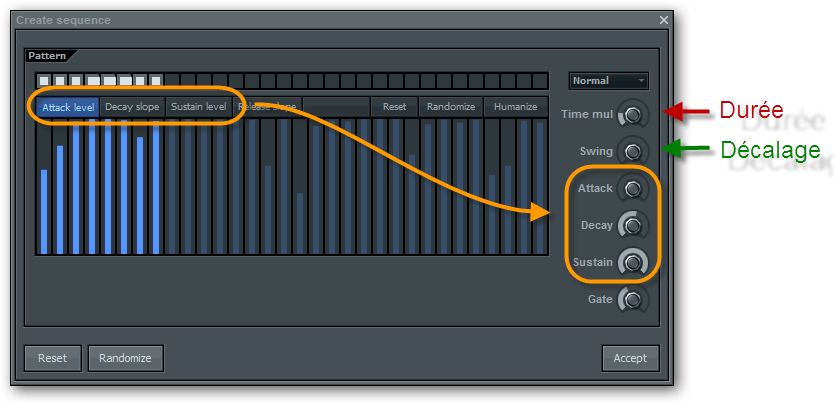 Create sequence
Pattern
Normal
Attack level Decay slope Sustain level Release slope Reset Randomize Humanize
Time mul
Durée
Swing
Décalage
Attack
Decay
Sustain
Gate
Reset Randomize Accept